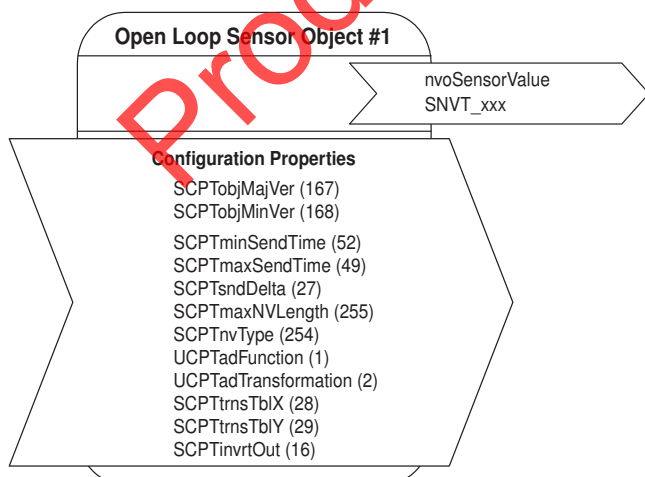 Open Loop Sensor Object #1
nvoSensorValue
SNVT_xxx
Configuration Properties
SCPTobjMajVer (167)
SCPTobjMinVer (168)
SCPTminSendTime (52)
SCPTmaxSendTime (49)
SCPTsndDelta (27)
SCPTmaxNVLength (255)
SCPTnvType (254)
UCPTadFunction (1)
UCPTadTransformation (2)
SCPTtrnsTblX (28)
SCPTtrnsTblY (29)
SCPTinvrtOut (16)
Prod